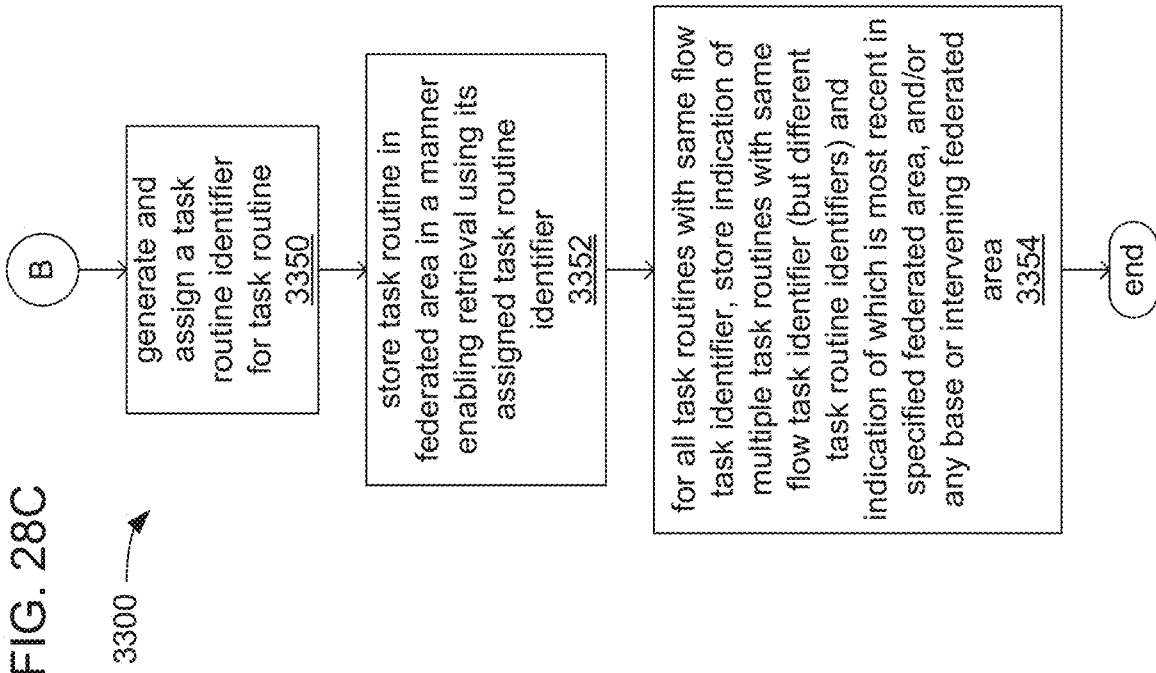 FIG. 28C
3300
B
generate and
assign a task
routine identifier
for task routine
3350
store task routine in
federated area in a manner
enabling retrieval using its
assigned task routine
identifier
3352
for all task routines with same flow
task identifier, store indication of
multiple task routines with same
flow task identifier (but different
task routine identifiers) and
indication of which is most recent in
specified federated area, and/or
any base or intervening federated
area
3354
end